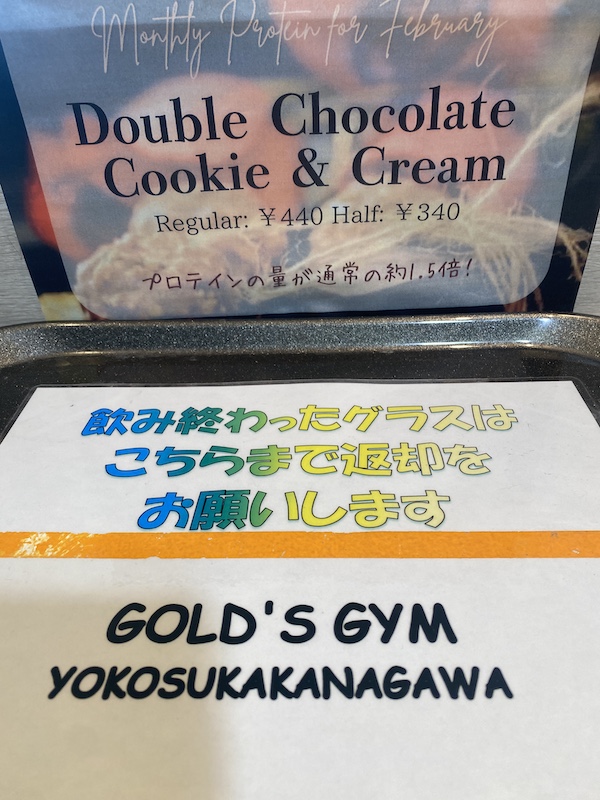 Monthly Protein for February
Double Chocolate
Cookie & Cream
Regular: ￥440 Half: ￥340
プロテインの量が通常の約1.5倍!
飲み終わったグラスは
こちらまで返却を
お願いします
GOLD'S GYM
YOKOSUKAKANAGAWA